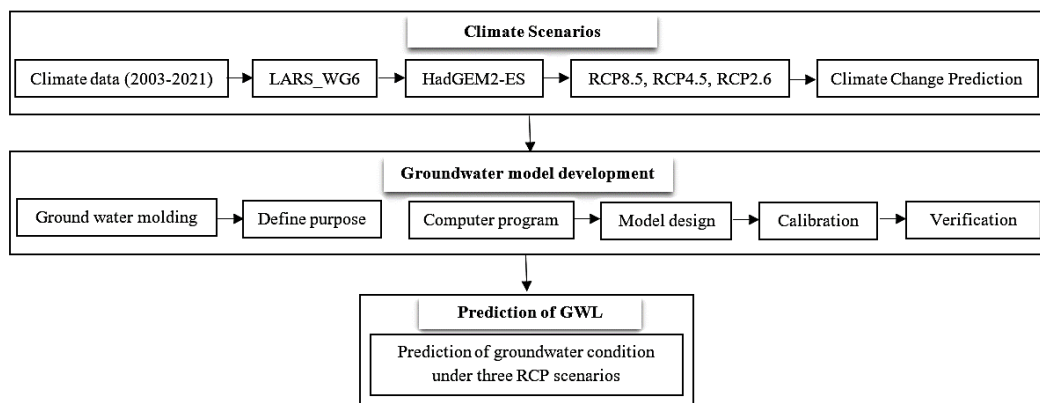 Climate Scenarios
Climate data (2003-2021)
LARS_WG6
HadGEM2-ES
RCP8.5, RCP4.5, RCP2.6
Climate Change Prediction
Groundwater model development
Ground water molding
Define purpose
Computer program
Model design
Calibration
Verification
Prediction of GWL
Prediction of groundwater condition
under three RCP scenarios